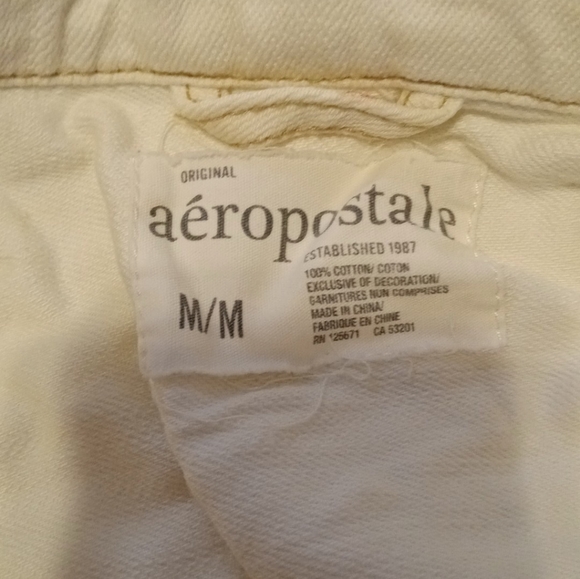 ORIGINAL
aéropostale
ESTABLISHED 1987
100% COTTON/ COTON
EXCLUSIVE OF DECORATION/
GARNITURES NON COMPRISES
MADE IN CHINA/
FABRIQUE EN CHINE
RN 125671 CA 53201
M/M